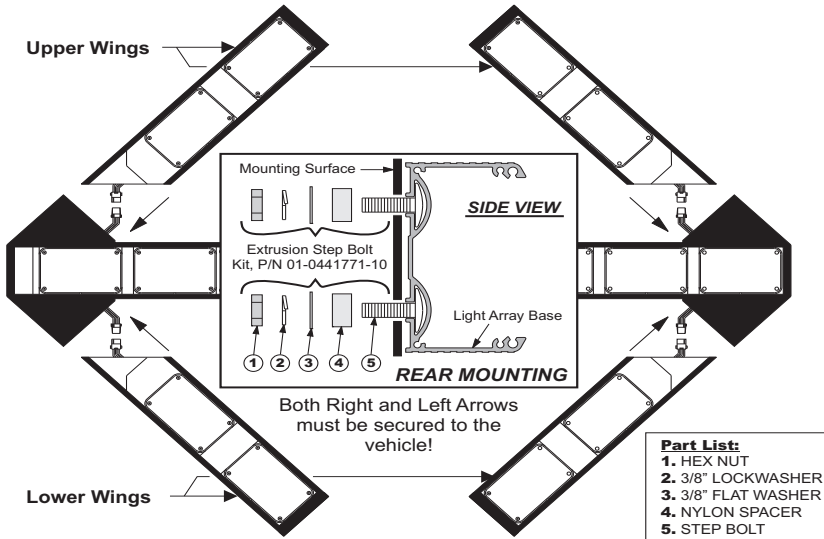 Upper Wings
Mounting Surface
SIDE VIEW
Extrusion Step Bolt
Kit, P/N 01-0441771-10
Light Array Base
1 2 3 4 5
REAR MOUNTING
Both Right and Left Arrows
must be secured to the
vehicle!
Lower Wings
Part List:
1. HEX NUT
2. 3/8" LOCKWASHER
3. 3/8" FLAT WASHER
4. NYLON SPACER
5. STEP BOLT